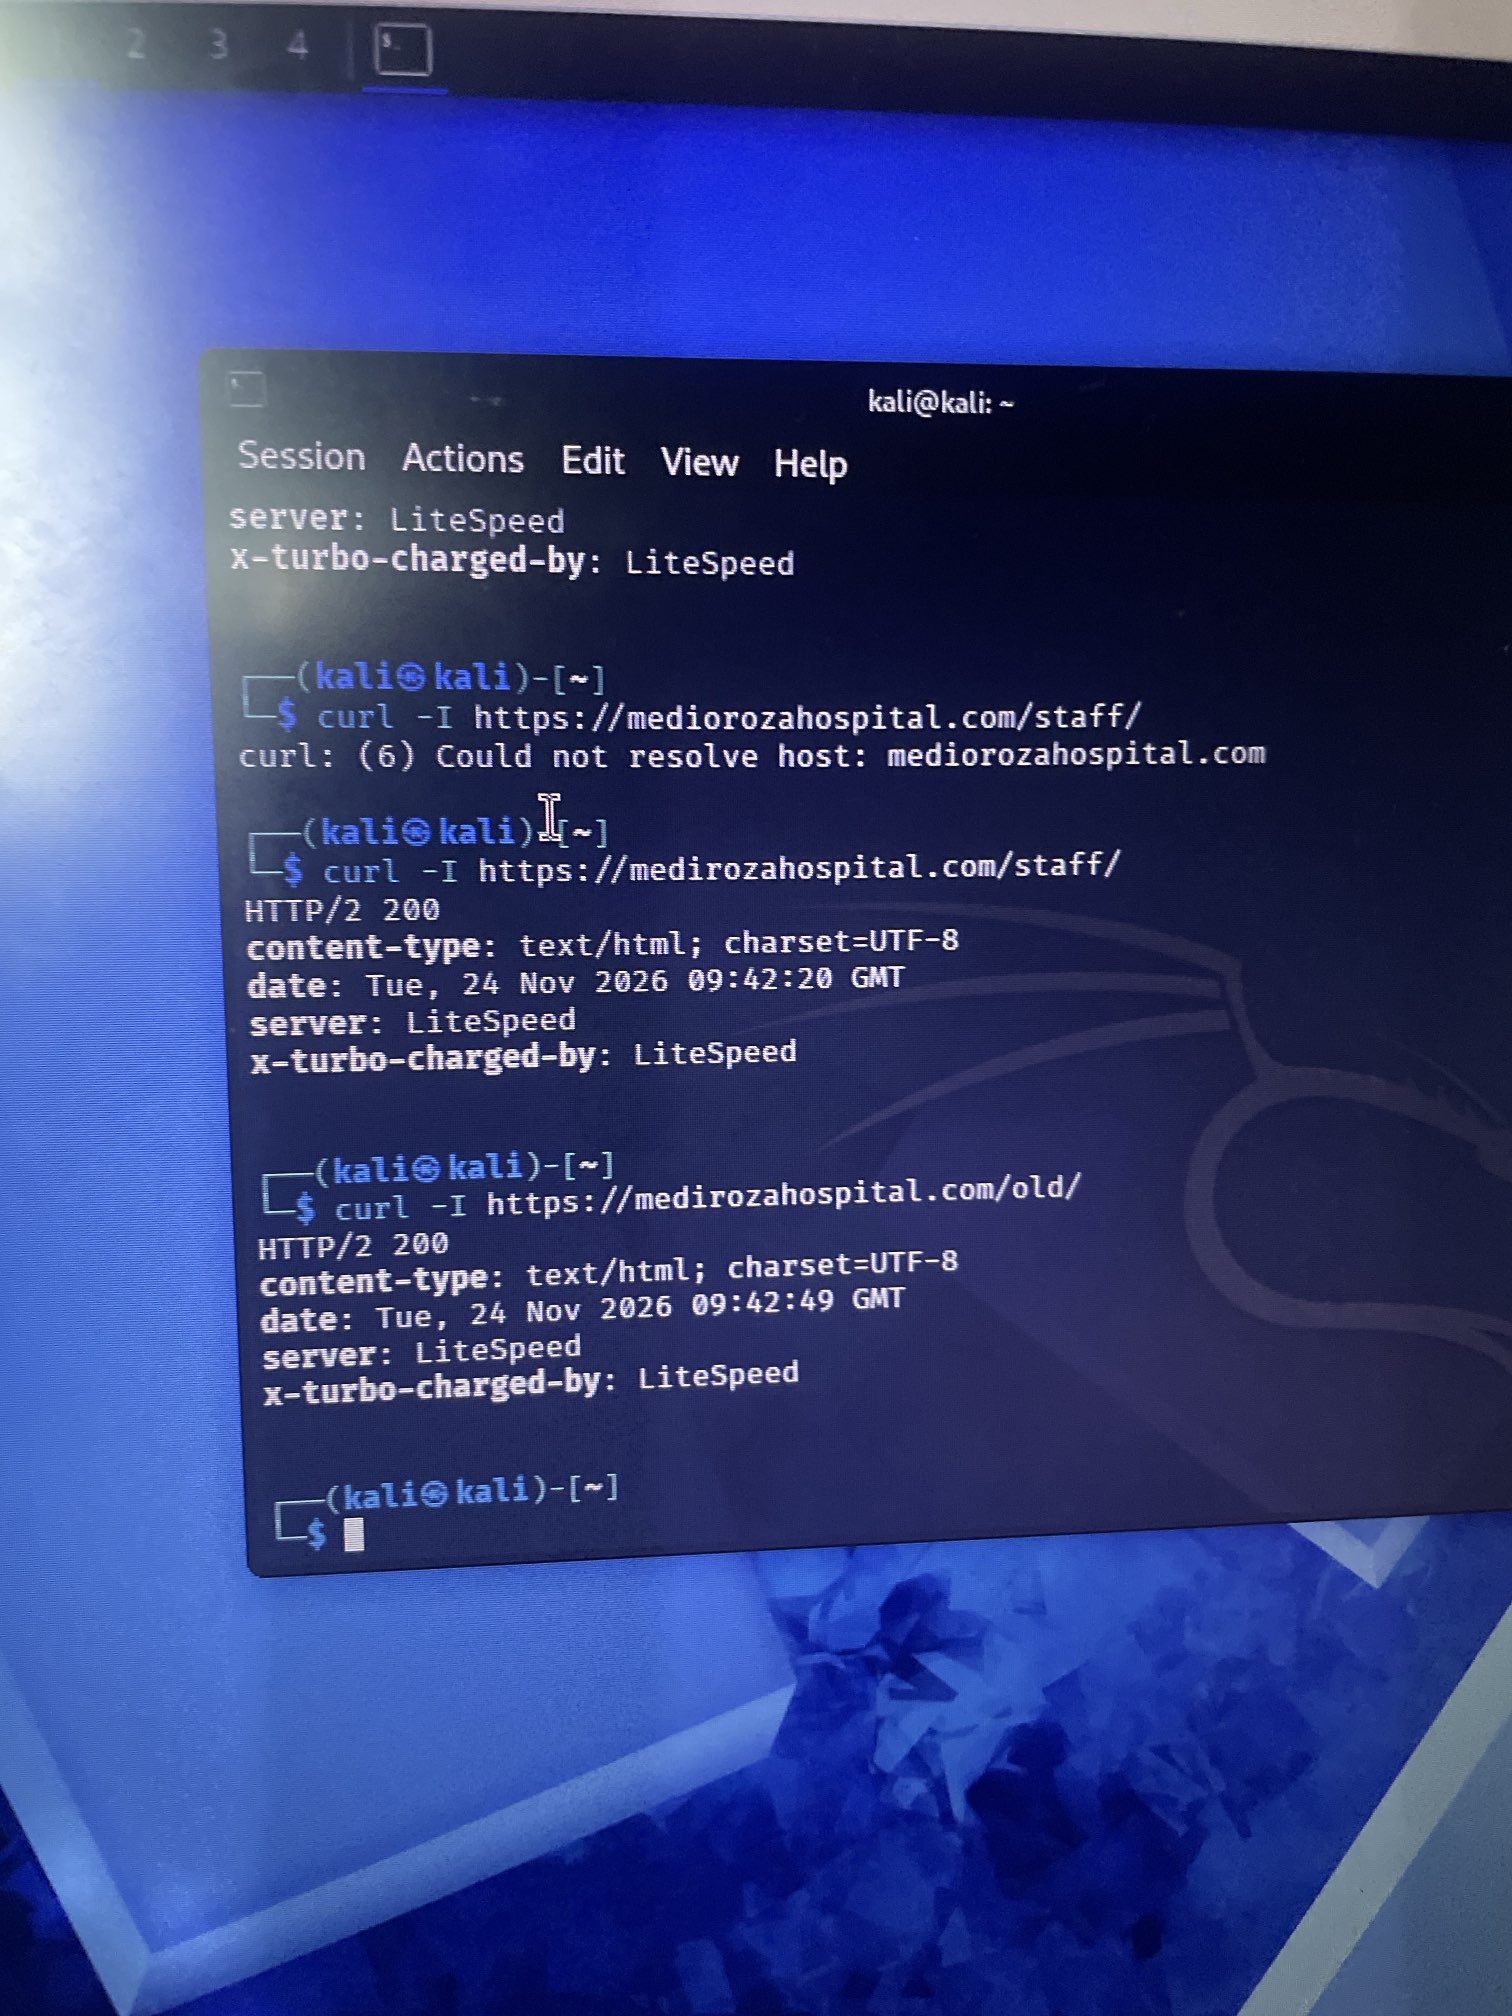 2 3 4
$_
kali@kali: ~
Session Actions Edit View Help
server: LiteSpeed
x-turbo-charged-by: LiteSpeed
┌──(kali㉿kali)-[~]
└─$ curl -I https://mediorozahospital.com/staff/
curl: (6) Could not resolve host: mediorozahospital.com
┌──(kali㉿kali)-[~]
└─$ curl -I https://medirozahospital.com/staff/
HTTP/2 200
content-type: text/html; charset=UTF-8
date: Tue, 24 Nov 2026 09:42:20 GMT
server: LiteSpeed
x-turbo-charged-by: LiteSpeed
┌──(kali㉿kali)-[~]
└─$ curl -I https://medirozahospital.com/old/
HTTP/2 200
content-type: text/html; charset=UTF-8
date: Tue, 24 Nov 2026 09:42:49 GMT
server: LiteSpeed
x-turbo-charged-by: LiteSpeed
┌──(kali㉿kali)-[~]
└─$